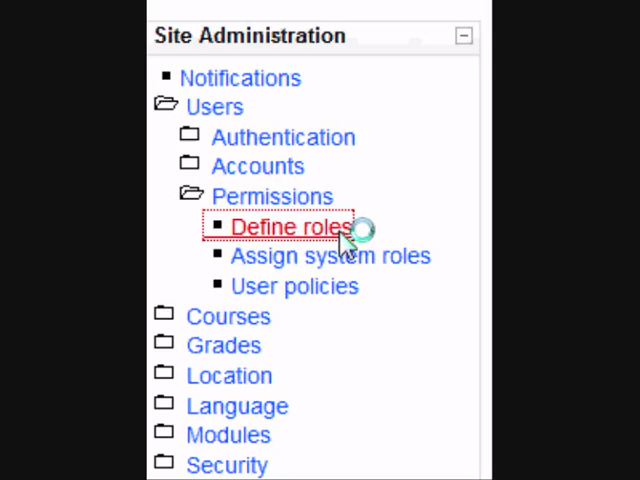 Site Administration
Notifications
Users
Authentication
Accounts
Permissions
Define roles
Assign system roles
User policies
Courses
Grades
Location
Language
Modules
Security